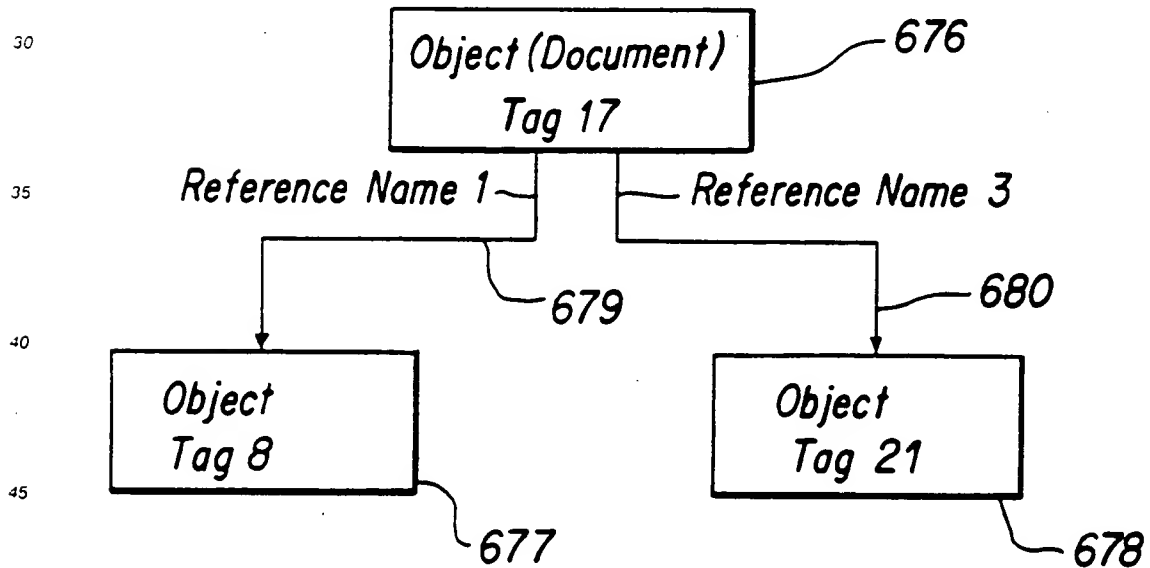 30
Object (Document)
Tag 17
676
35
Reference Name 1
Reference Name 3
679
680
40
Object
Tag 8
Object
Tag 21
45
677
678